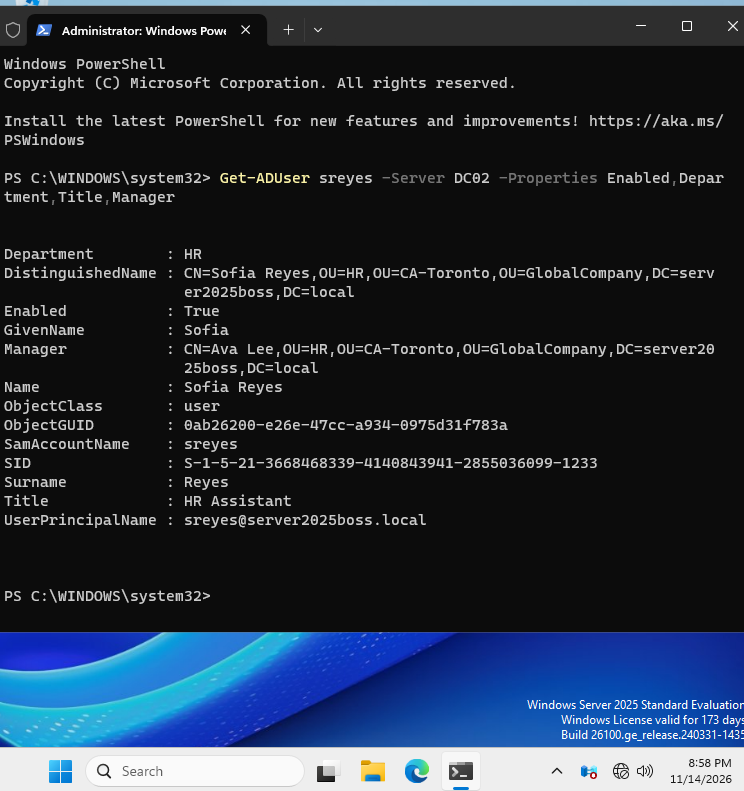 Administrator: Windows Powe
Windows PowerShell
Copyright (C) Microsoft Corporation. All rights reserved.
Install the latest PowerShell for new features and improvements! https://aka.ms/
PSWindows
PS C:\WINDOWS\system32> Get-ADUser sreyes -Server DC02 -Properties Enabled,Depar
tment,Title,Manager
Department        : HR
DistinguishedName : CN=Sofia Reyes,OU=HR,OU=CA-Toronto,OU=GlobalCompany,DC=serv
er2025boss,DC=local
Enabled           : True
GivenName         : Sofia
Manager           : CN=Ava Lee,OU=HR,OU=CA-Toronto,OU=GlobalCompany,DC=server20
25boss,DC=local
Name              : Sofia Reyes
ObjectClass       : user
ObjectGUID        : 0ab26200-e26e-47cc-a934-0975d31f783a
SamAccountName    : sreyes
SID               : S-1-5-21-3668468339-4140843941-2855036099-1233
Surname           : Reyes
Title             : HR Assistant
UserPrincipalName : sreyes@server2025boss.local
PS C:\WINDOWS\system32>
Windows Server 2025 Standard Evaluation
Windows License valid for 173 days
Build 26100.ge_release.240331-1435
Search
8:58 PM
11/14/2026